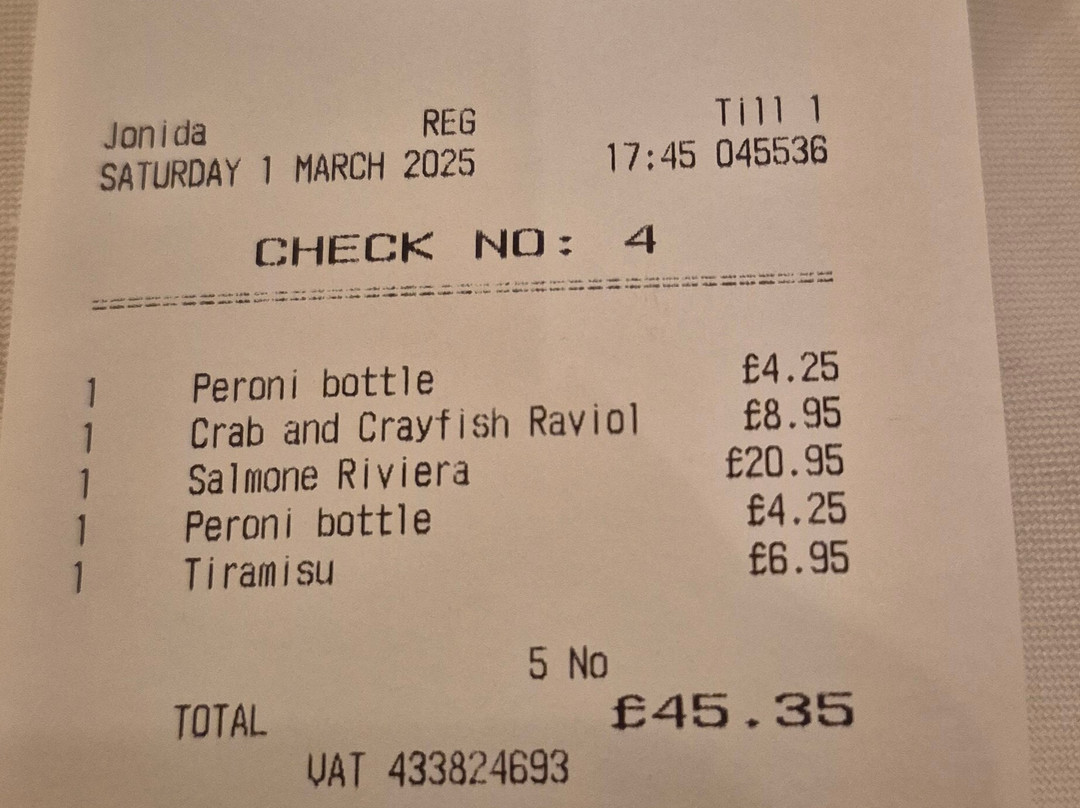 Jonida REG Till 1
SATURDAY 1 MARCH 2025 17:45 045536
CHECK NO: 4
1 Peroni bottle £4.25
1 Crab and Crayfish Raviol £8.95
1 Salmone Riviera £20.95
1 Peroni bottle £4.25
1 Tiramisu £6.95
5 No
TOTAL £45.35
VAT 433824693